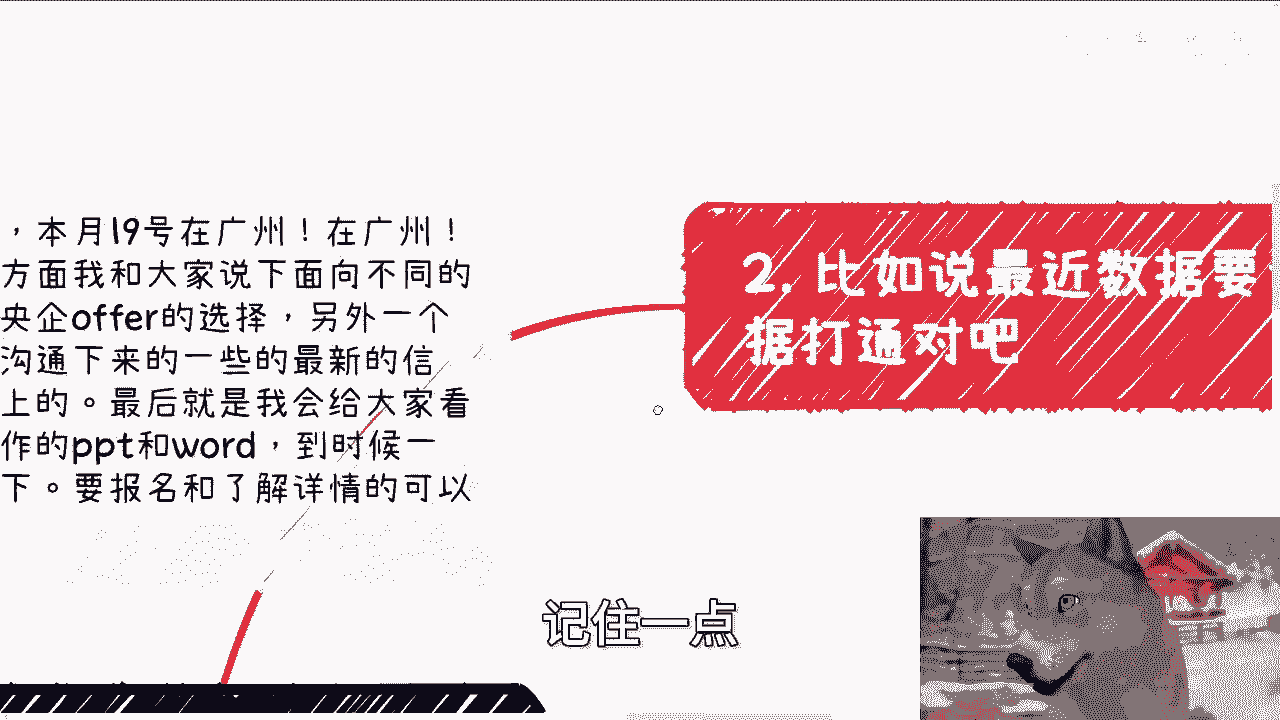 ，本月19号在广州！在广州！
方面我和大家说下面向不同的
央企offer的选择，另外一个
沟通下来的一些的最新的信
上的。最后就是我会给大家看
作的ppt和word，到时候一
下。要报名和了解详情的可以
2. 比如说最近数据要
据打通对吧
记住一点